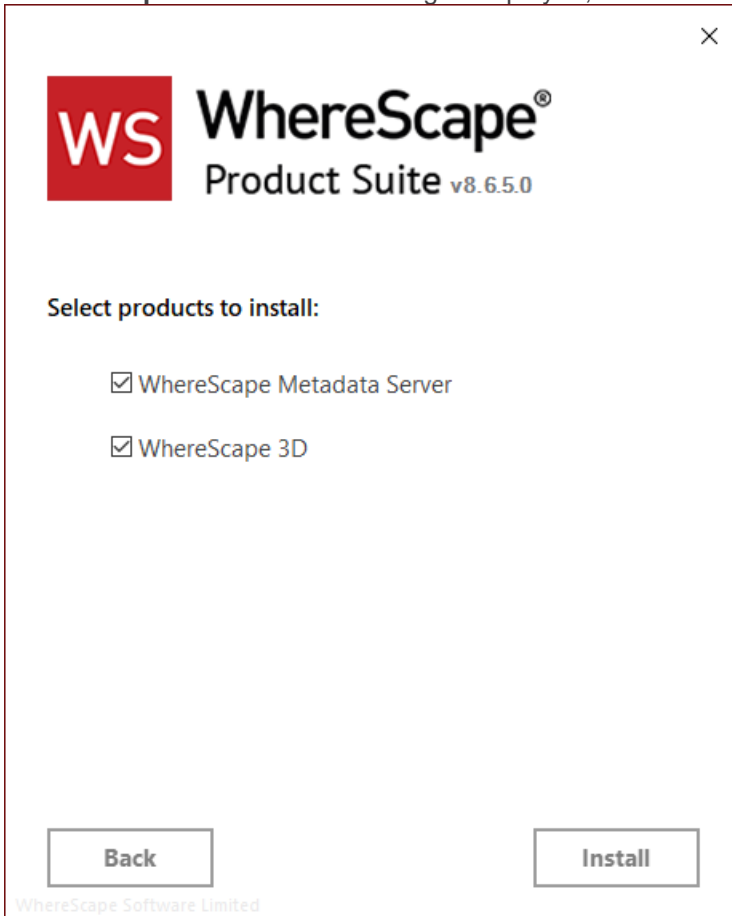 WS
WhereScape®
Product Suite v8.6.5.0
Select products to install:
WhereScape Metadata Server
WhereScape 3D
Back
Install
WhereScape Software Limited